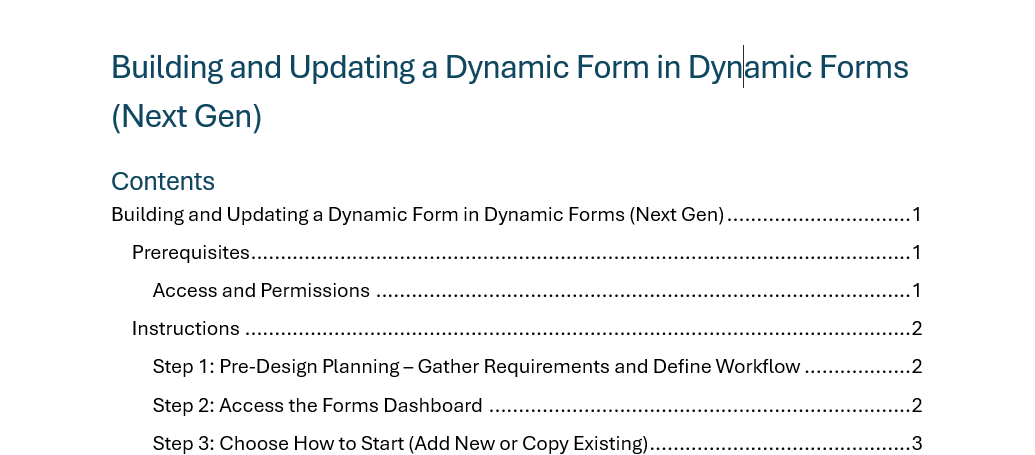 Building and Updating a Dynamic Form in Dynamic Forms
(Next Gen)
Contents
Building and Updating a Dynamic Form in Dynamic Forms (Next Gen)..................................1
Prerequisites.............................................................................................................................1
Access and Permissions ....................................................................................................1
Instructions ..............................................................................................................................2
Step 1: Pre-Design Planning – Gather Requirements and Define Workflow ...................2
Step 2: Access the Forms Dashboard ...............................................................................2
Step 3: Choose How to Start (Add New or Copy Existing).................................................3